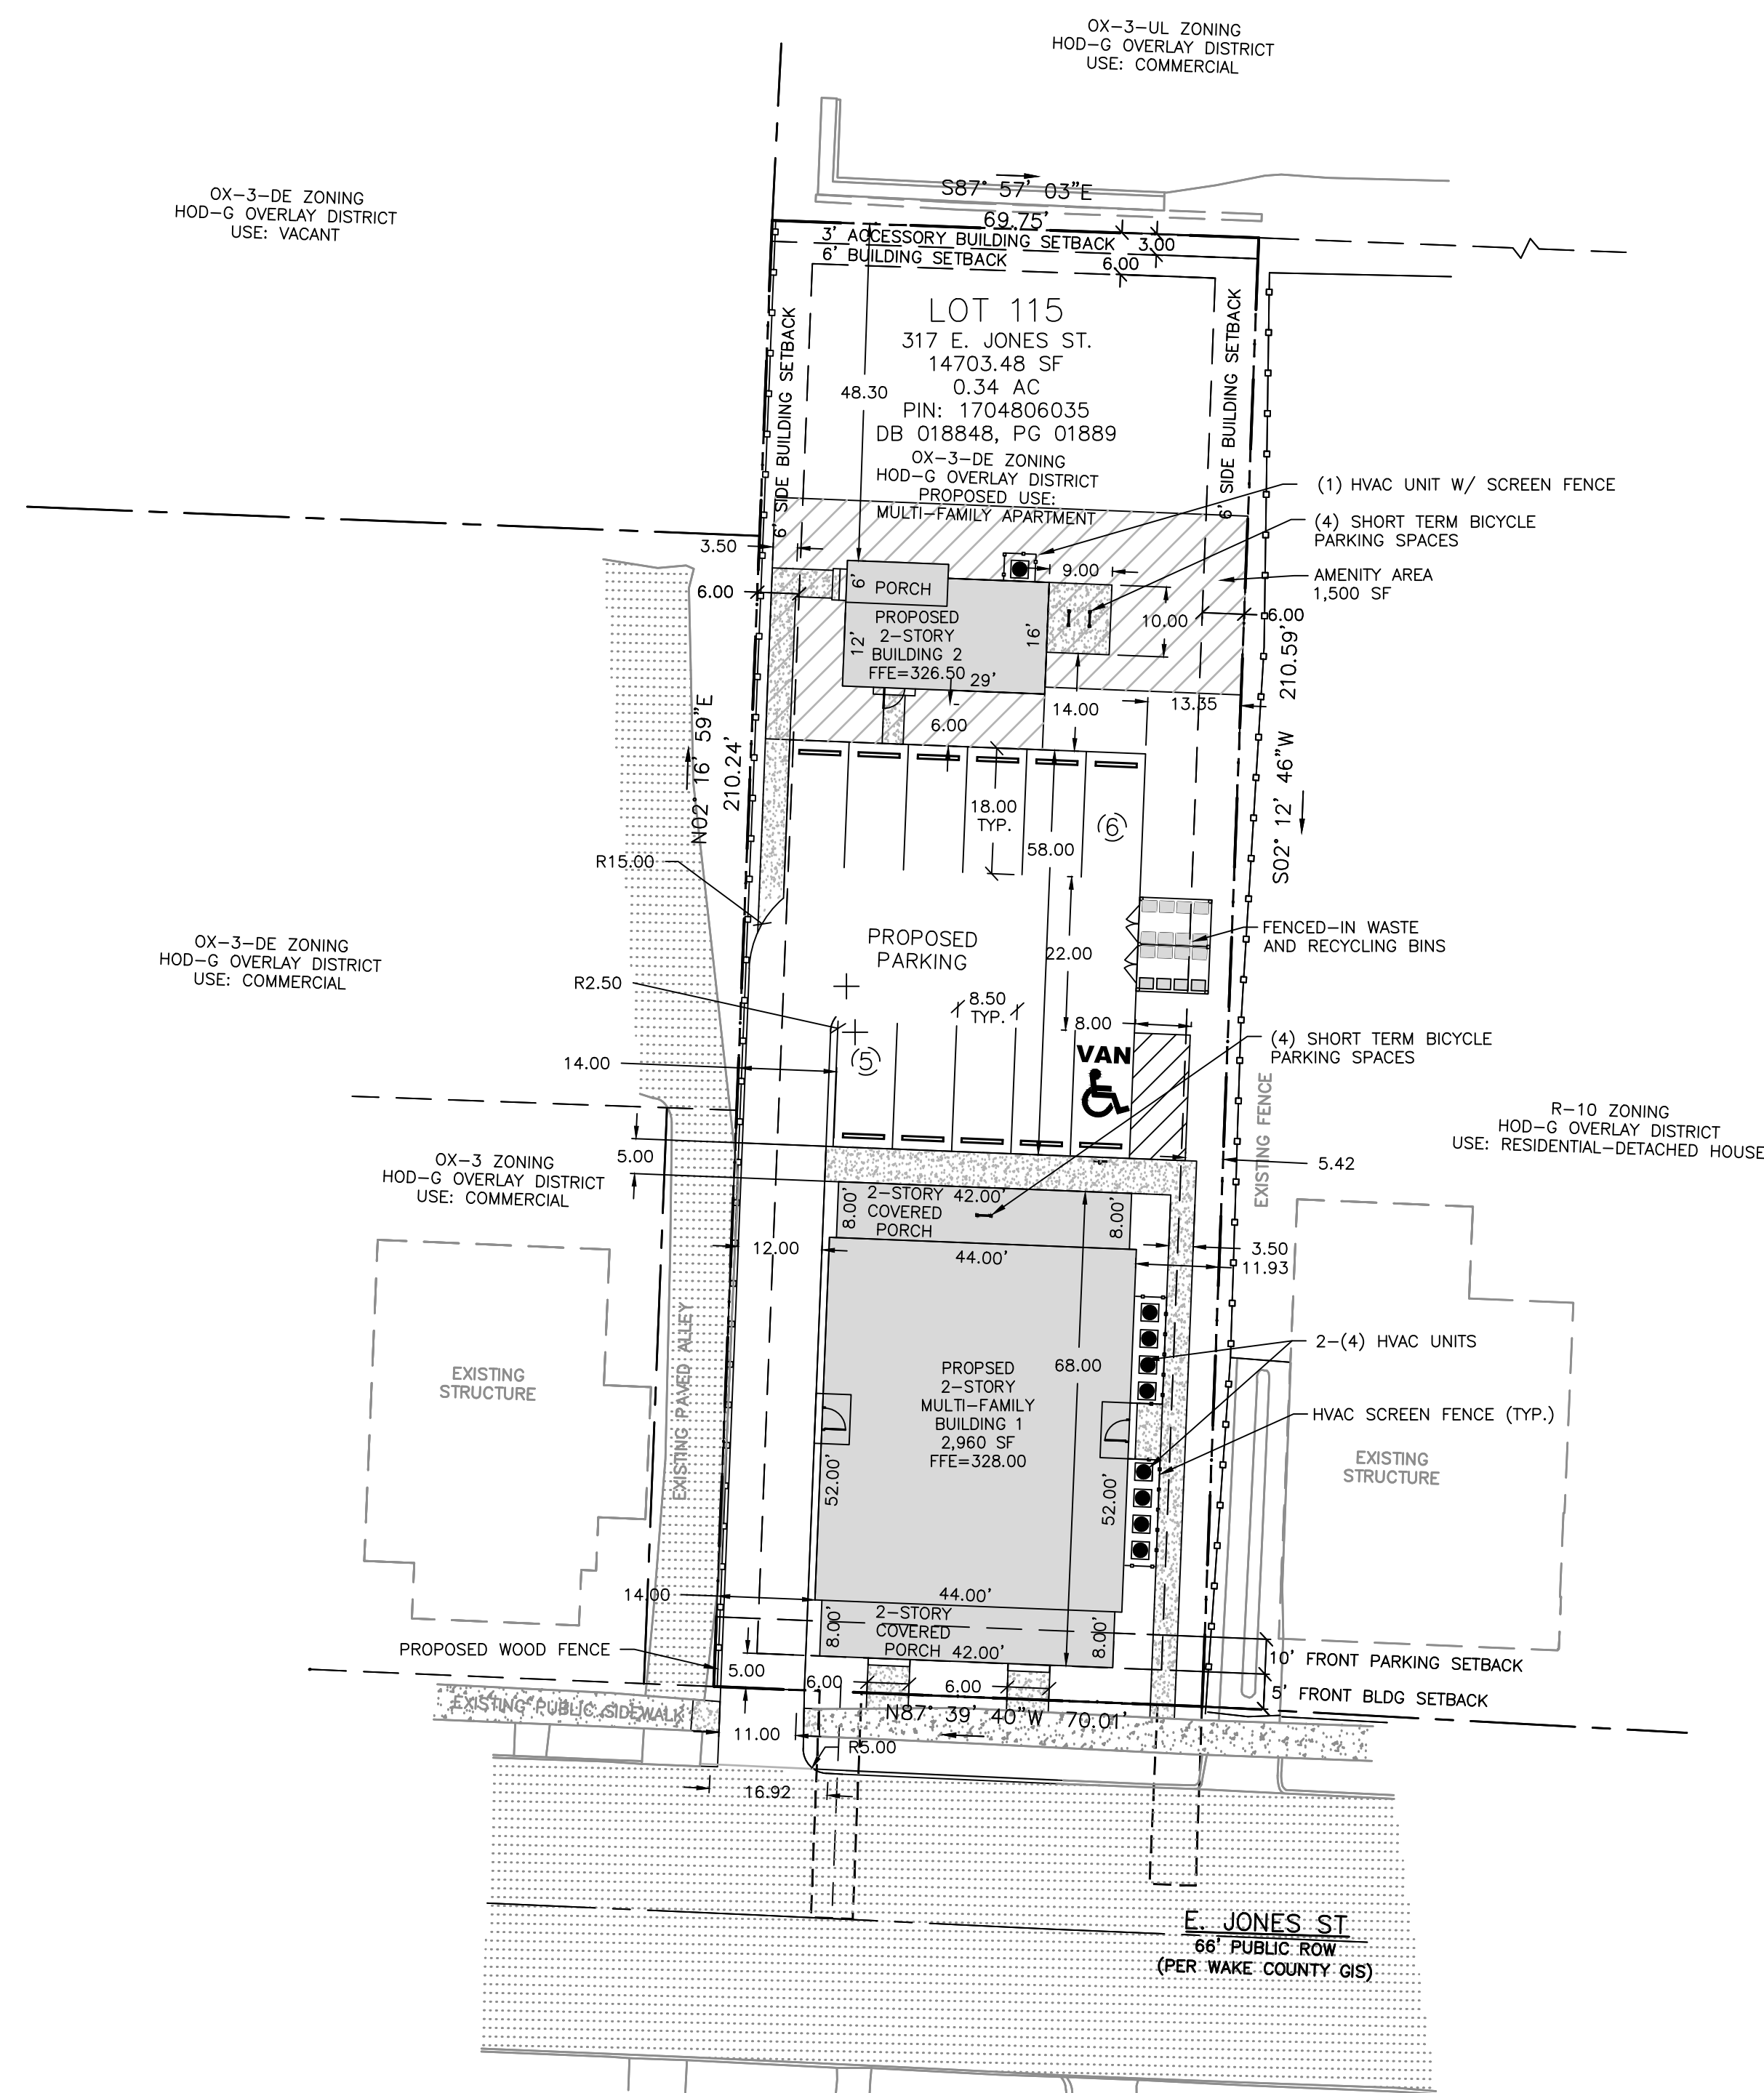 OX-3-UL ZONING
HOD-G OVERLAY DISTRICT
USE: COMMERCIAL
OX-3-DE ZONING
HOD-G OVERLAY DISTRICT
USE: VACANT
S87° 57' 03"E
69.75'
3' ACCESSORY BUILDING SETBACK
3.00
6' BUILDING SETBACK
6.00
LOT 115
317 E. JONES ST.
14703.48 SF
0.34 AC
PIN: 1704806035
DB 018848, PG 01889
OX-3-DE ZONING
HOD-G OVERLAY DISTRICT
PROPOSED USE:
MULTI-FAMILY APARTMENT
6' SIDE BUILDING SETBACK
6' SIDE BUILDING SETBACK
48.30
(1) HVAC UNIT W/ SCREEN FENCE
(4) SHORT TERM BICYCLE
PARKING SPACES
AMENITY AREA
1,500 SF
3.50
6.00
6'
PORCH
9.00
10.00
6.00
12'
PROPOSED
2-STORY
BUILDING 2
FFE=326.50
29'
16'
14.00
13.35
6.00
N02° 16' 59"E
210.24'
S02° 12' 46"W
210.59'
18.00
TYP.
58.00
6
R15.00
PROPOSED
PARKING
22.00
FENCED-IN WASTE
AND RECYCLING BINS
OX-3-DE ZONING
HOD-G OVERLAY DISTRICT
USE: COMMERCIAL
R2.50
8.50
TYP.
8.00
VAN
(4) SHORT TERM BICYCLE
PARKING SPACES
14.00
5
EXISTING FENCE
R-10 ZONING
HOD-G OVERLAY DISTRICT
USE: RESIDENTIAL-DETACHED HOUSE
5.00
OX-3 ZONING
HOD-G OVERLAY DISTRICT
USE: COMMERCIAL
5.42
8.00'
2-STORY
COVERED
PORCH
42.00'
8.00'
12.00
44.00'
3.50
11.93
EXISTING PAVED ALLEY
EXISTING
STRUCTURE
PROPSED
2-STORY
MULTI-FAMILY
BUILDING 1
2,960 SF
FFE=328.00
68.00
2-(4) HVAC UNITS
HVAC SCREEN FENCE (TYP.)
EXISTING
STRUCTURE
52.00'
52.00'
14.00
44.00'
8.00'
2-STORY
COVERED
PORCH
42.00'
8.00'
PROPOSED WOOD FENCE
5.00
6.00
6.00
10' FRONT PARKING SETBACK
5' FRONT BLDG SETBACK
EXISTING PUBLIC SIDEWALK
N87° 39' 40"W
70.01'
11.00
R5.00
16.92
E. JONES ST
66' PUBLIC ROW
(PER WAKE COUNTY GIS)